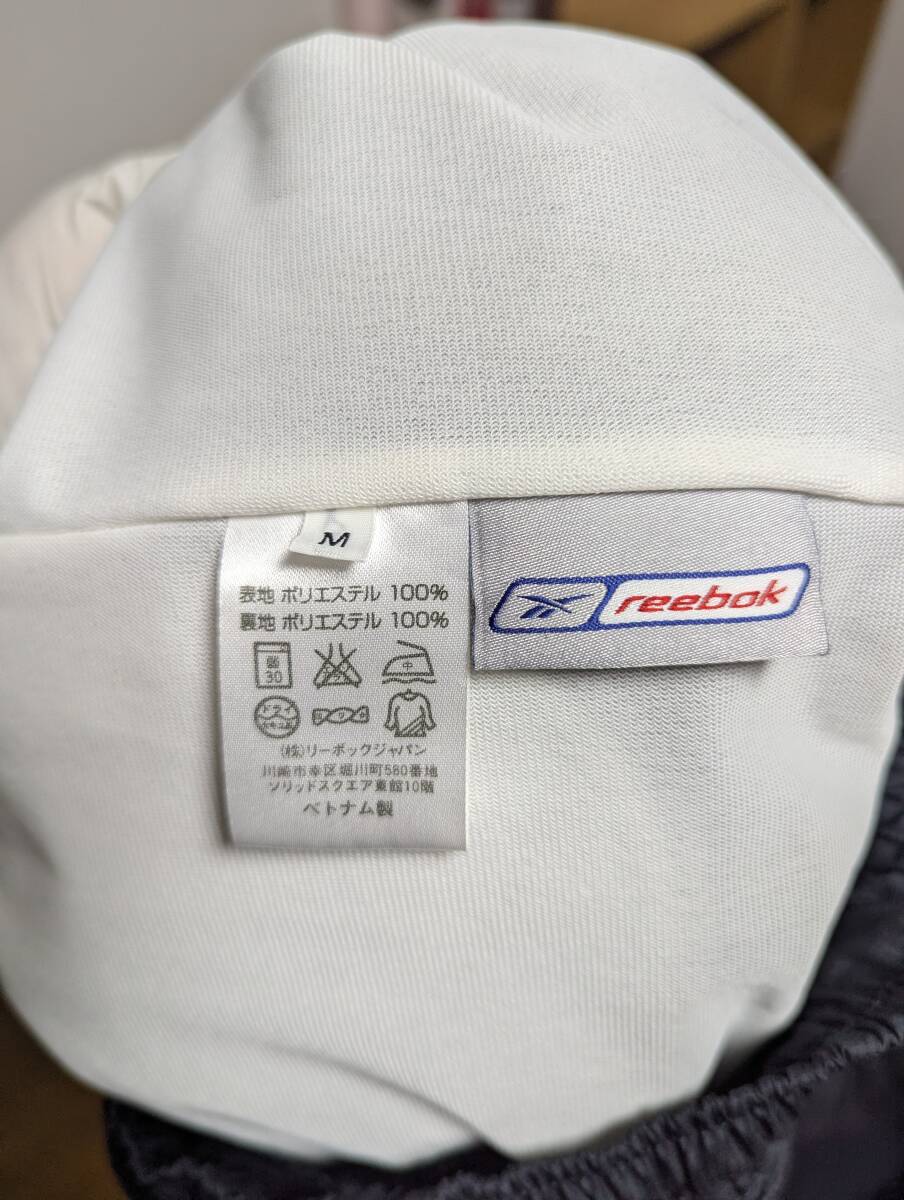 M
表地 ポリエステル 100%
裏地 ポリエステル 100%
30
中
ドライ
(株)リーボックジャパン
川崎市幸区堀川町580番地
ソリッドスクエア東館10階
ベトナム製
reebok